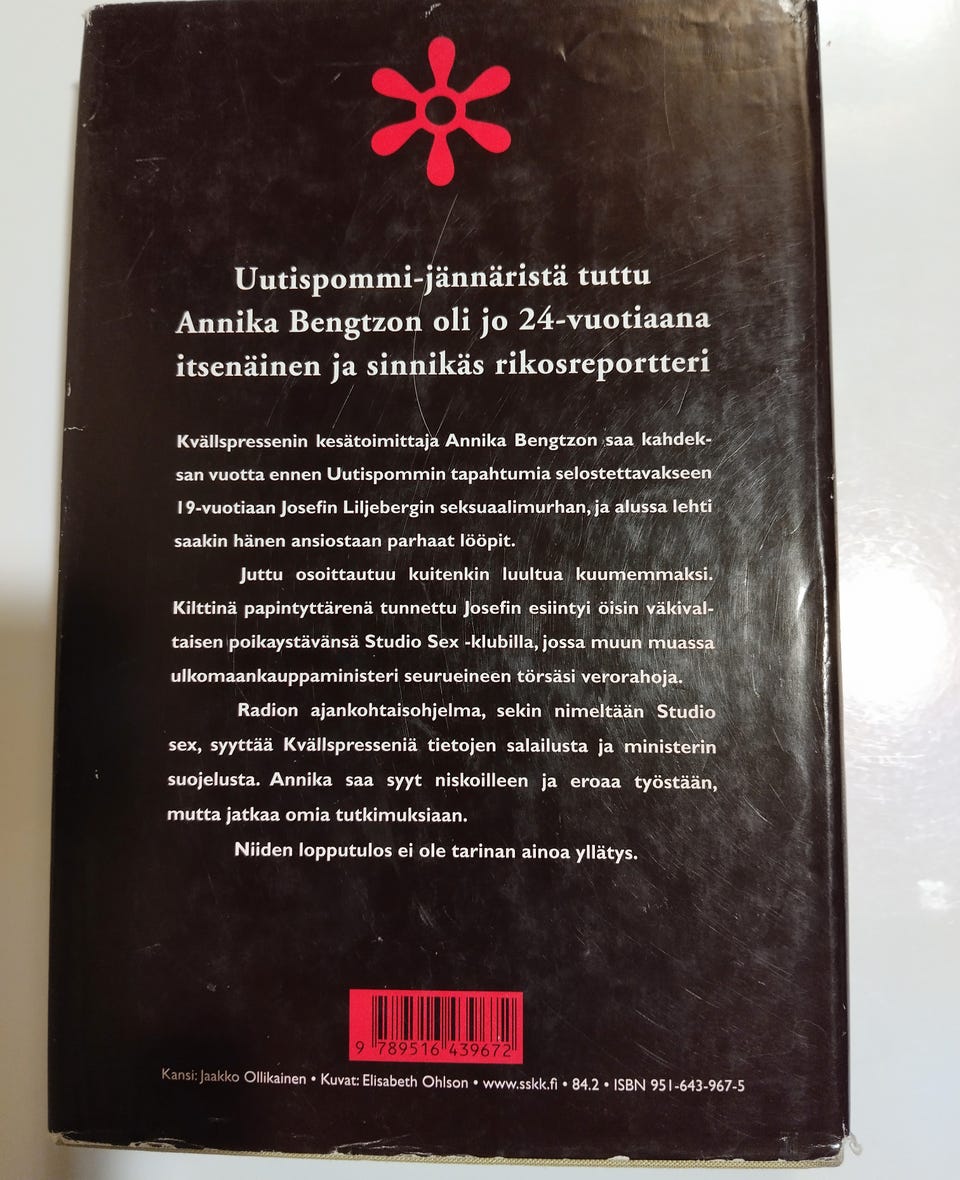 Uutispommi-jännäristä tuttu
Annika Bengtzon oli jo 24-vuotiaana
itsenäinen ja sinnikäs rikosreportteri
Kvällspressenin kesätoimittaja Annika Bengtzon saa kahdek-
san vuotta ennen Uutispommin tapahtumia selostettavakseen
19-vuotiaan Josefin Liljebergin seksuaalimurhan, ja alussa lehti
saakin hänen ansiostaan parhaat lööpit.
Juttu osoittautuu kuitenkin luultua kuumemmaksi.
Kilttinä papintyttärenä tunnettu Josefin esiintyi öisin väkival-
taisen poikaystävänsä Studio Sex -klubilla, jossa muun muassa
ulkomaankauppaministeri seurueineen törsäsi verorahoja.
Radion ajankohtaisohjelma, sekin nimeltään Studio
sex, syyttää Kvällspresseniä tietojen salailusta ja ministerin
suojelusta. Annika saa syyt niskoilleen ja eroaa työstään,
mutta jatkaa omia tutkimuksiaan.
Niiden lopputulos ei ole tarinan ainoa yllätys.
9 789516 439672
Kansi: Jaakko Ollikainen • Kuvat: Elisabeth Ohlson • www.sskk.fi • 84.2 • ISBN 951-643-967-5